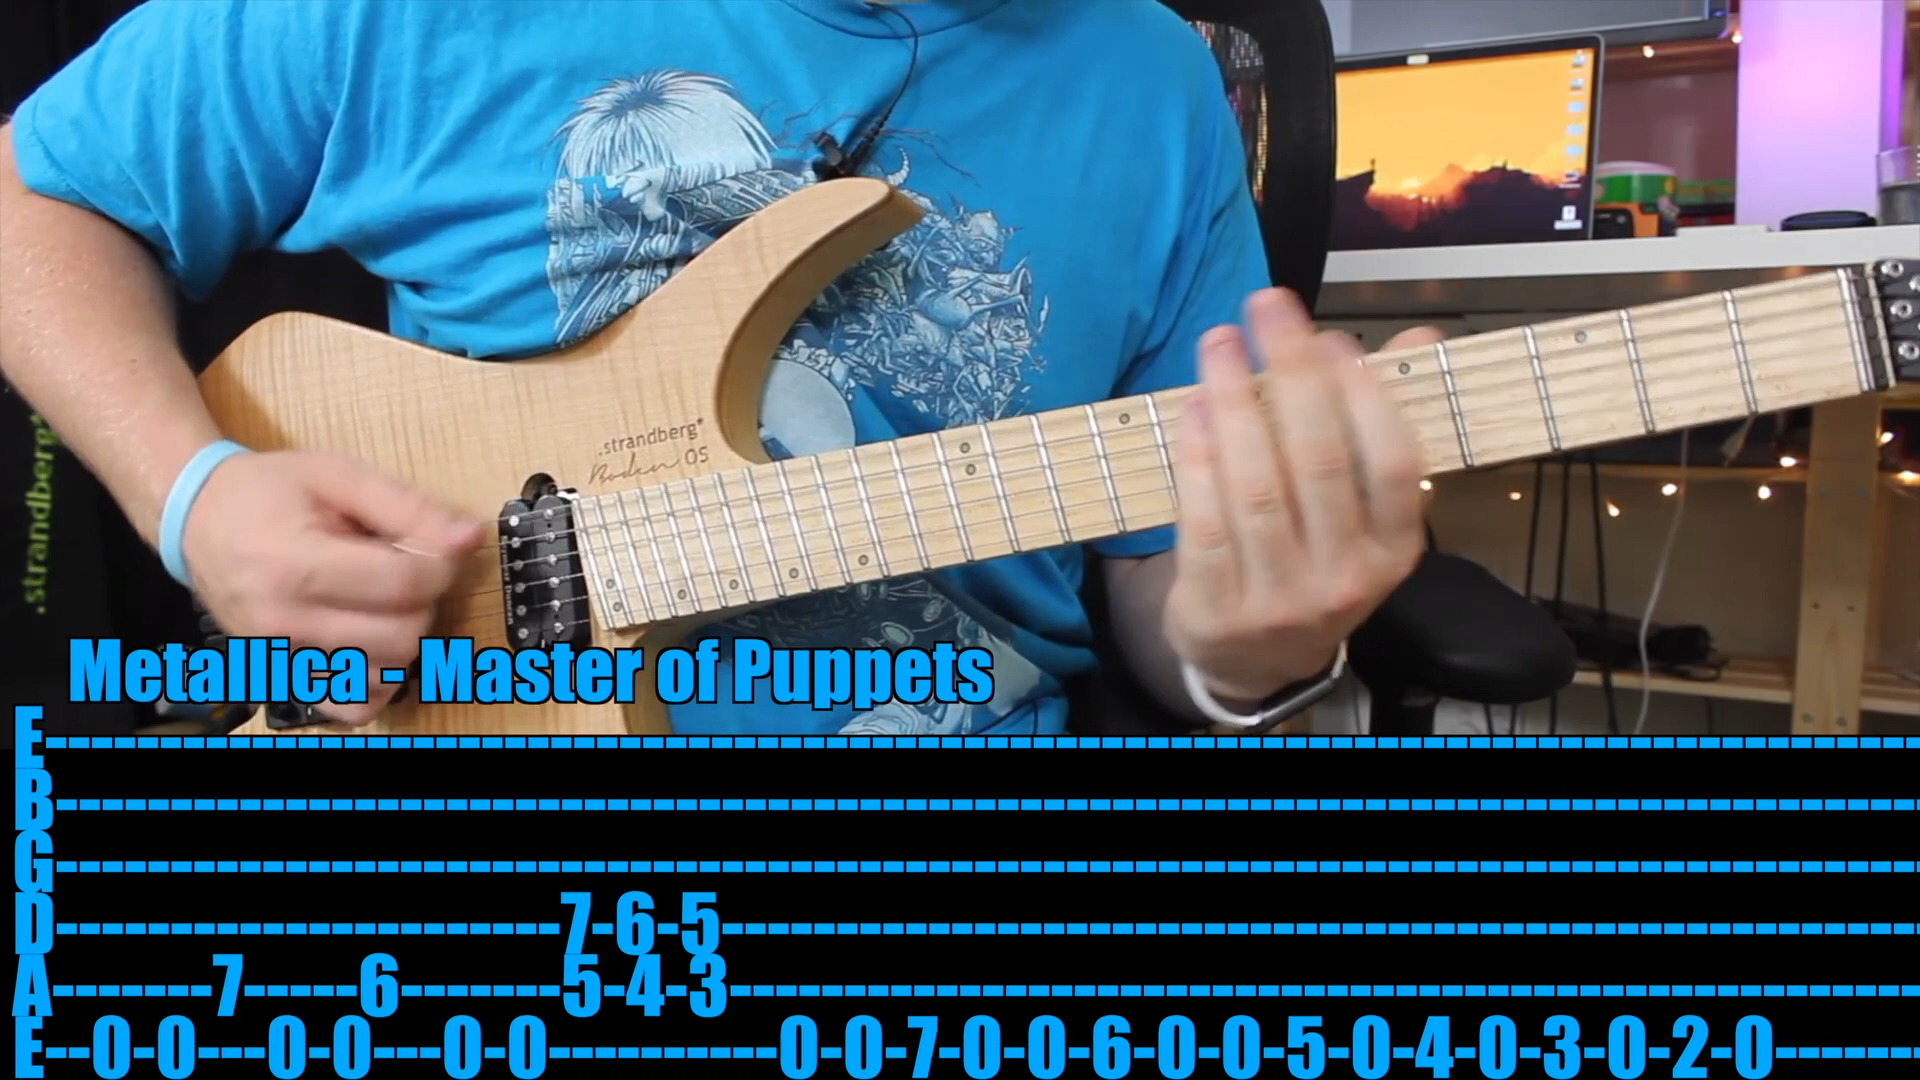 .strandberg*
Boden OS
.strandberg*
Seymour Duncan
Metallica - Master of Puppets
E------------------------------------------------------------------------------------
B------------------------------------------------------------------------------------
G------------------------------------------------------------------------------------
D----------------------7-6-5---------------------------------------------------
A-------7-----6-------5-4-3---------------------------------------------------
E--0-0---0-0---0-0----------0-0-7-0-0-6-0-0-5-0-4-0-3-0-2-0------